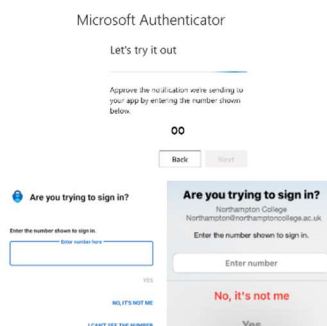 Microsoft Authenticator
Let's try it out
Approve the notification we're sending to
your app by entering the number shown
below.
00
Back Next
Are you trying to sign in?
Enter the number shown to sign in.
Enter number here
YES
NO, IT'S NOT ME
I CAN'T SEE THE NUMBER
Are you trying to sign in?
Northampton College
Northampton@northamptoncollege.ac.uk
Enter the number shown to sign in.
Enter number
No, it's not me
Yes